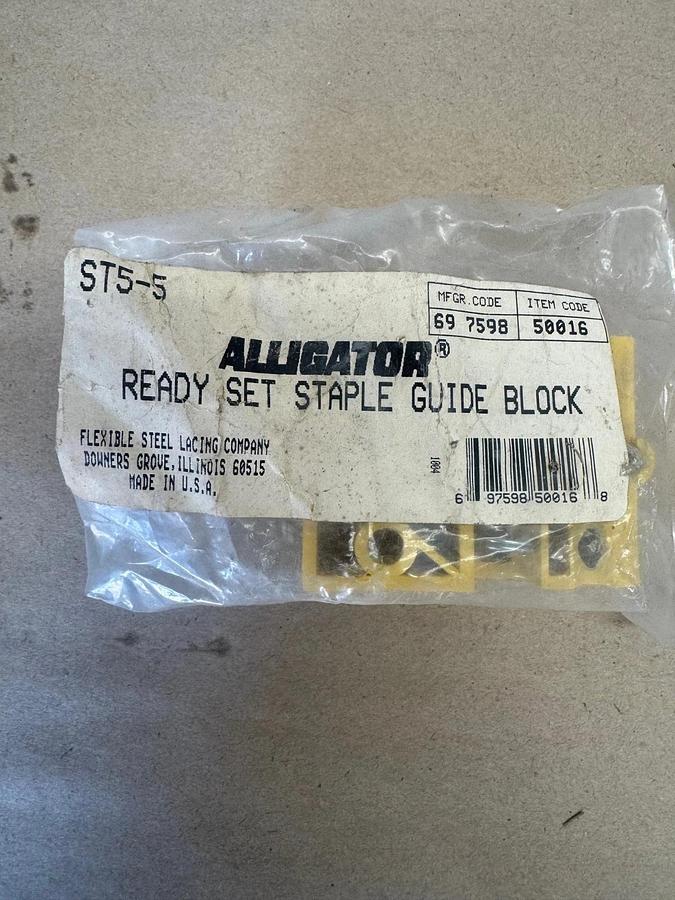 ST5-5
MFGR.CODE ITEM CODE
69 7598 50016
ALLIGATOR®
READY SET STAPLE GUIDE BLOCK
FLEXIBLE STEEL LACING COMPANY
DOWNERS GROVE, ILLINOIS 60515
MADE IN U.S.A.
1004
6 97598 50016 8